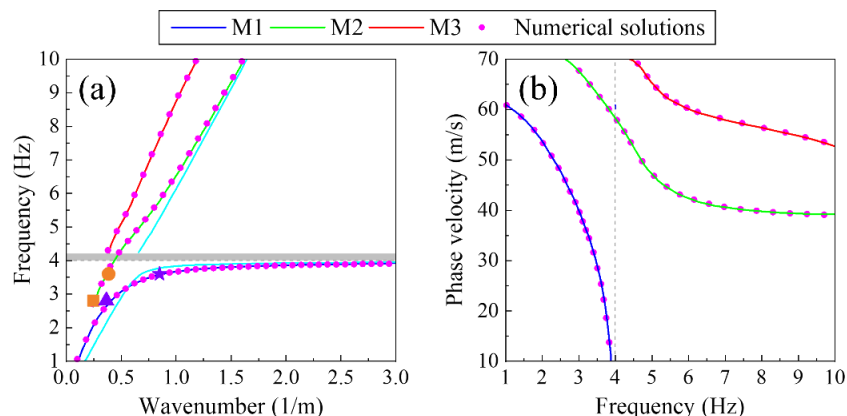 M1 M2 M3 Numerical solutions
(a)
10
9
8
7
6
5
4
3
2
1
Frequency (Hz)
0.0 0.5 1.0 1.5 2.0 2.5 3.0
Wavenumber (1/m)
(b)
70
60
50
40
30
20
10
Phase velocity (m/s)
1 2 3 4 5 6 7 8 9 10
Frequency (Hz)